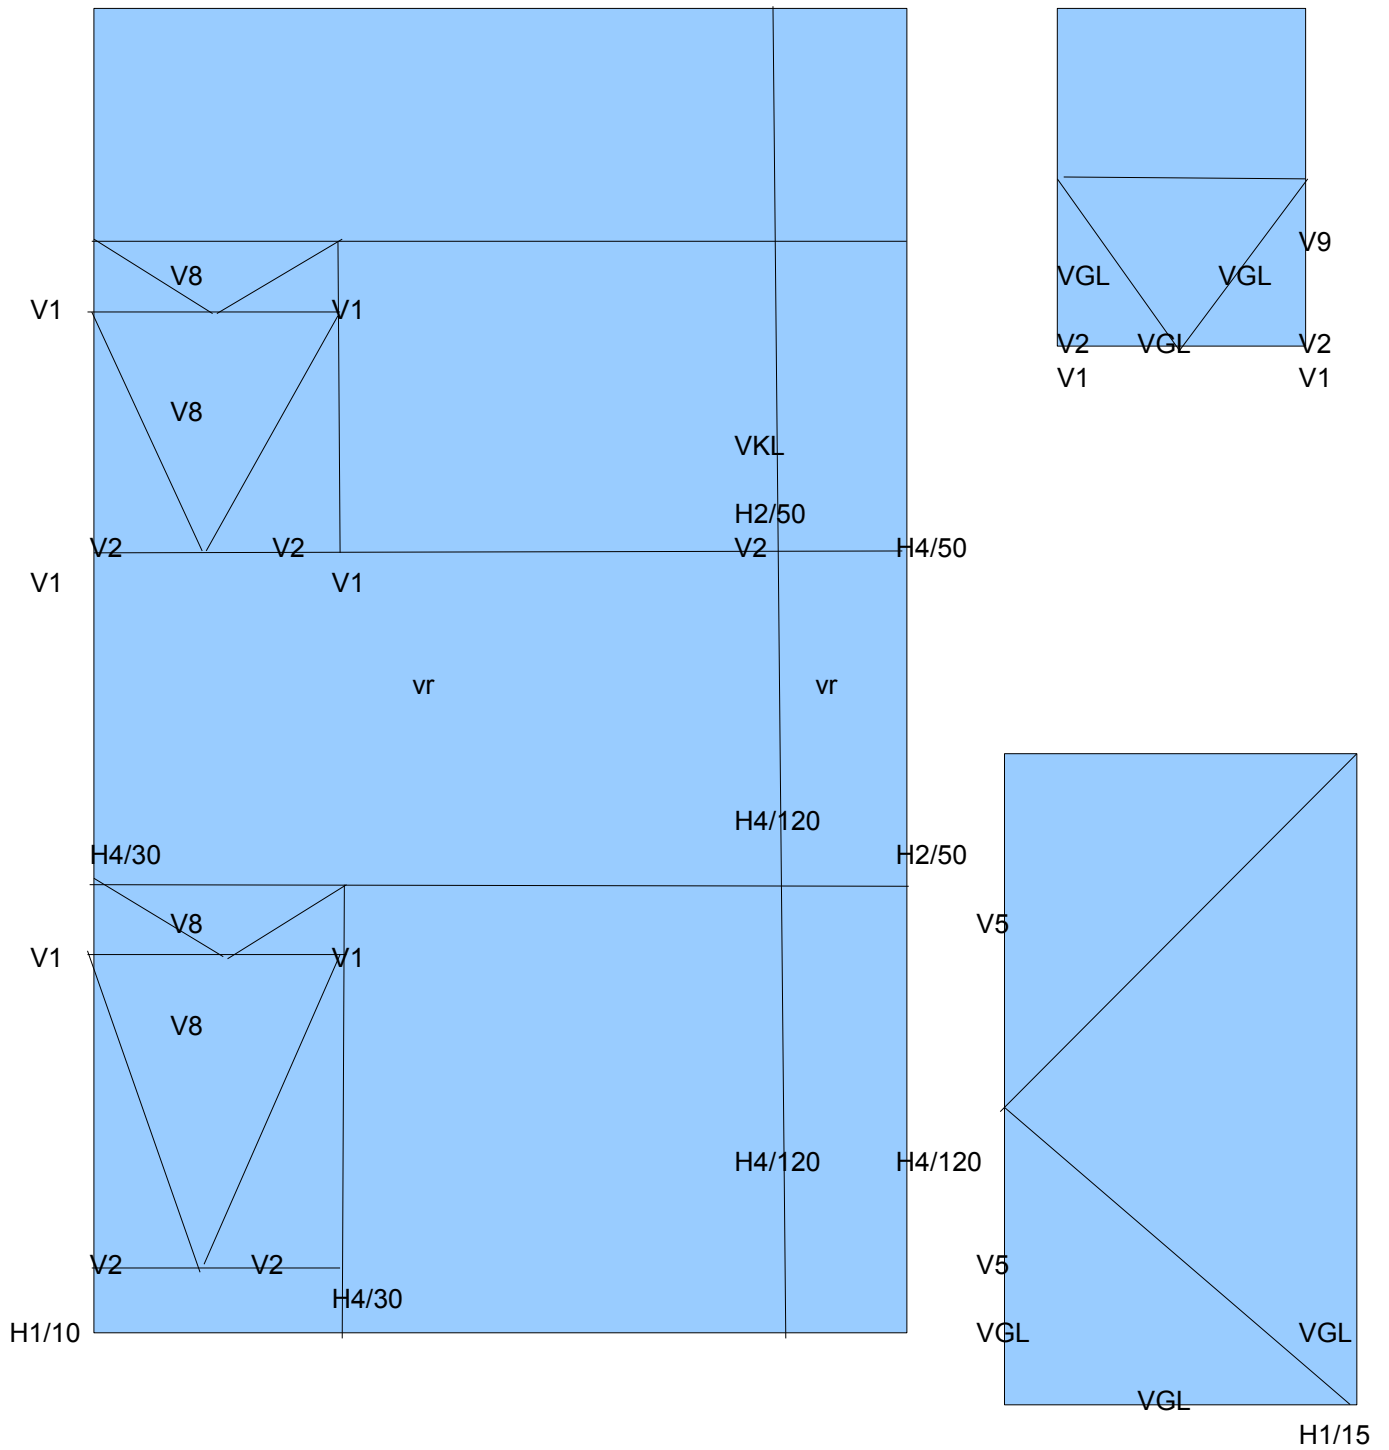 V9
V8 VGL VGL
V1 V1
V2 VGL V2
V1 V1
V8
VKL
H2/50
V2 V2 V2 H4/50
V1 V1
vr vr
H4/120
H4/30 H2/50
V8 V5
V1 V1
V8
H4/120 H4/120
V2 V2 V5
H4/30
H1/10 VGL VGL
VGL
H1/15